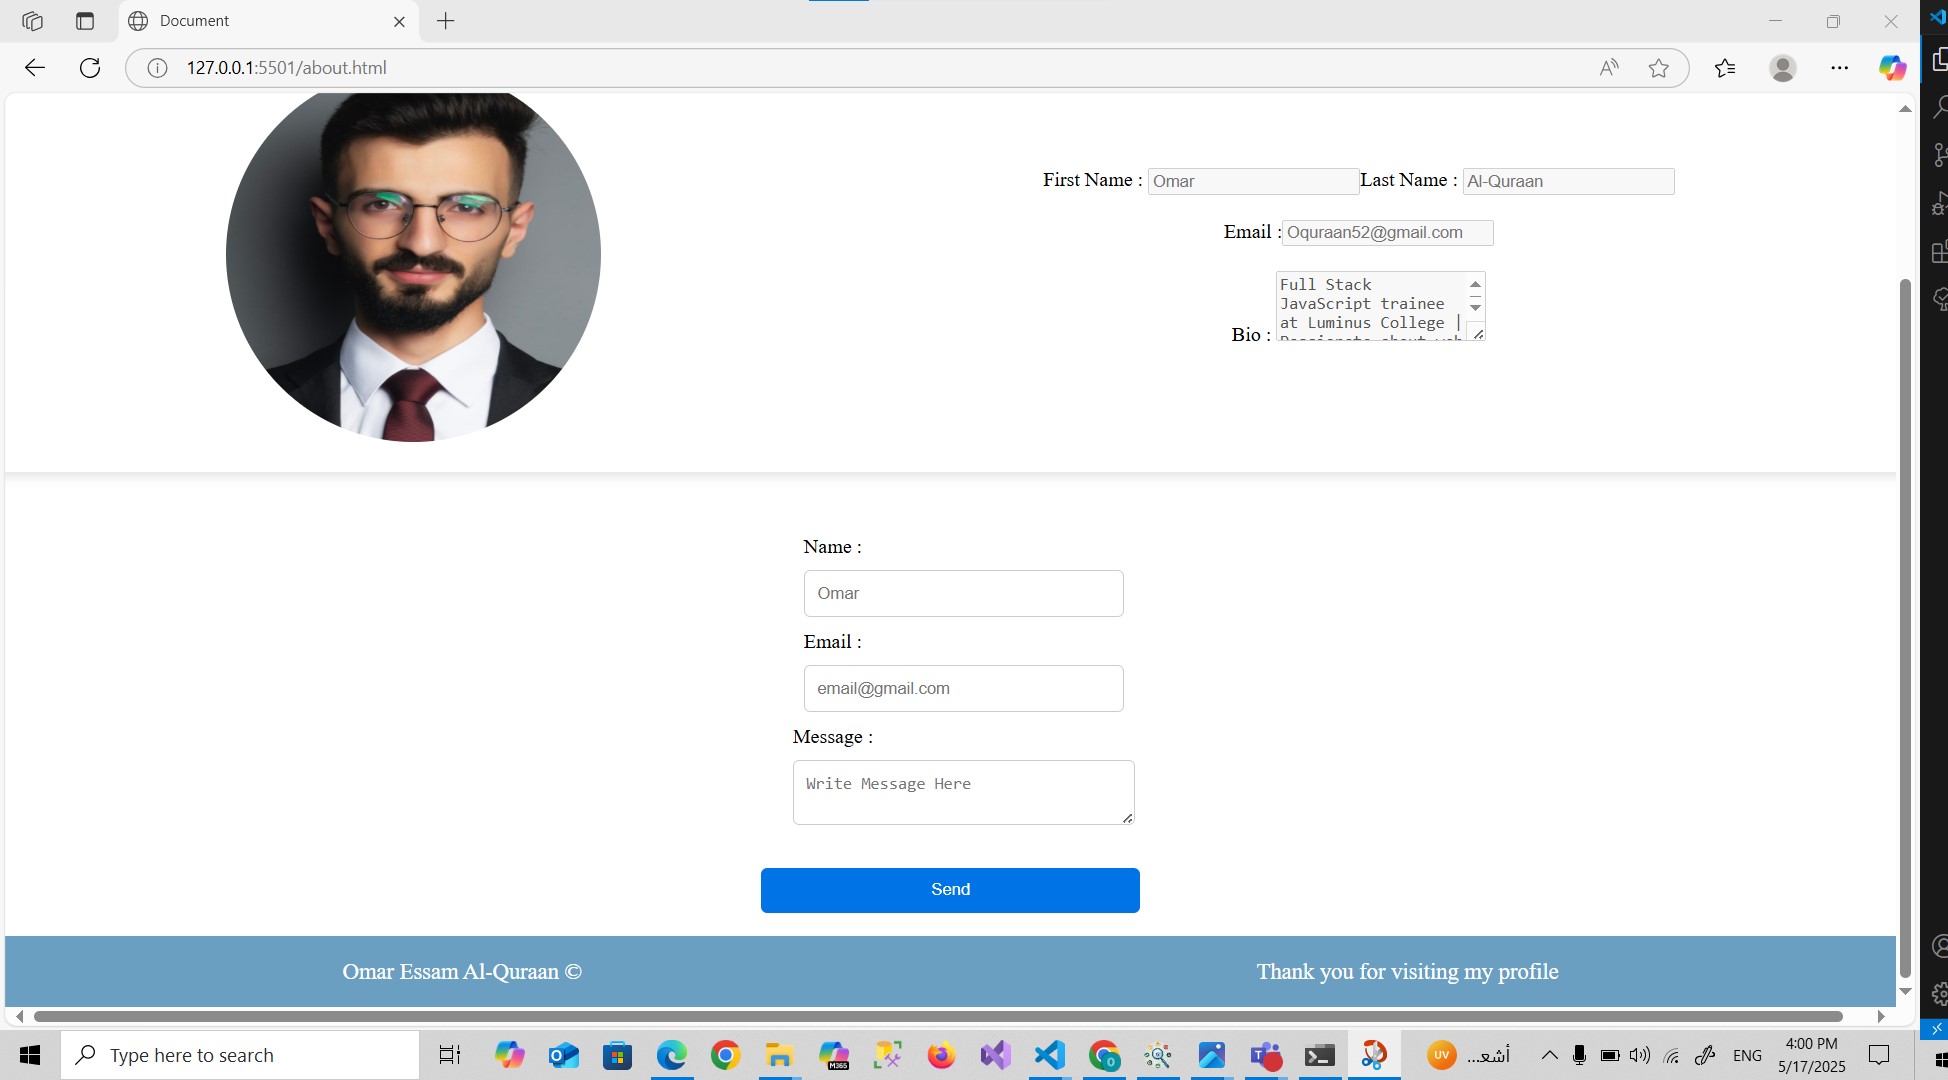 Document
127.0.0.1:5501/about.html
First Name : Omar Last Name : Al-Quraan
Email : Oquraan52@gmail.com
Full Stack
JavaScript trainee
at Luminus College |
Bio :
Name :
Omar
Email :
email@gmail.com
Message :
Write Message Here
Send
Omar Essam Al-Quraan ©
Thank you for visiting my profile
Type here to search
M365
UV
أشع...
ENG
4:00 PM
5/17/2025